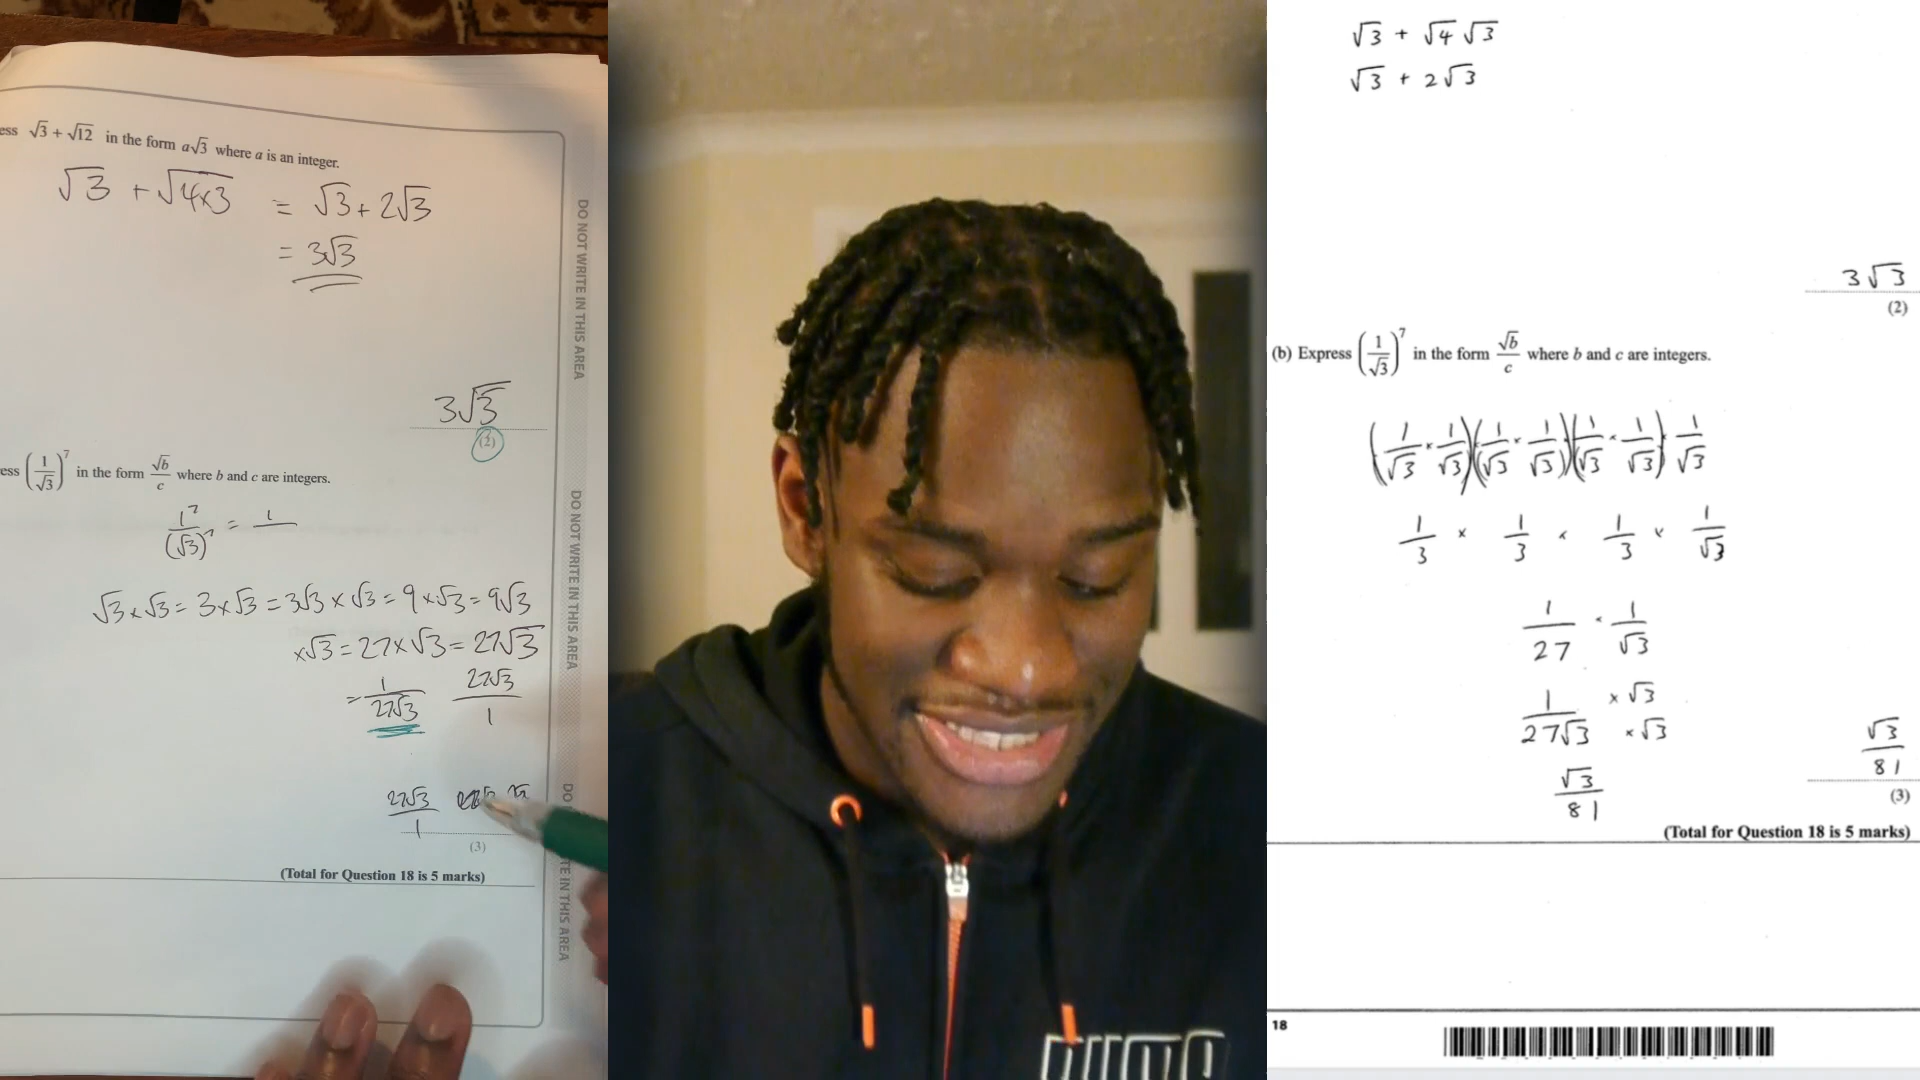 ess √3 + √12 in the form a√3 where a is an integer.
√3 + √4×3 = √3 + 2√3
= 3√3
3√3
(2)
ess (1/√3)^7 in the form √b/c where b and c are integers.
1^7/(√3)^7 = 1/
√3 × √3 = 3 × √3 = 3√3 × √3 = 9 × √3 = 9√3
×√3 = 27 × √3 = 27√3
= 1/27√3 27√3/1
27√3/1
(3)
(Total for Question 18 is 5 marks)
DO NOT WRITE IN THIS AREA
DO NOT WRITE IN THIS AREA
DO
TE IN THIS AREA
√3 + √4 √3
√3 + 2√3
3√3
(2)
(b) Express (1/√3)^7 in the form √b/c where b and c are integers.
(1/√3 × 1/√3)(1/√3 × 1/√3)(1/√3 × 1/√3) × 1/√3
1/3 × 1/3 × 1/3 × 1/√3
1/27 × 1/√3
1/27√3 ×√3 ×√3
√3/81
√3/81
(3)
(Total for Question 18 is 5 marks)
18